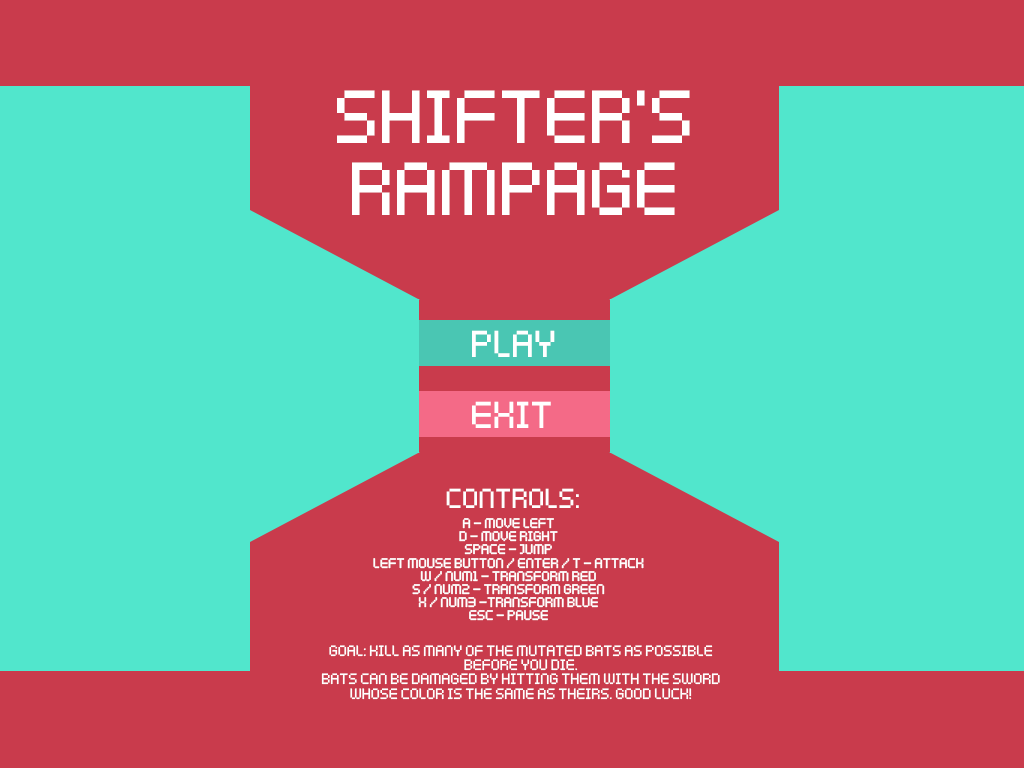 SHIFTER'S
RAMPAGE
PLAY
EXIT
CONTROLS:
A - MOVE LEFT
D - MOVE RIGHT
SPACE - JUMP
LEFT MOUSE BUTTON / ENTER / T - ATTACK
W / NUM1 - TRANSFORM RED
S / NUM2 - TRANSFORM GREEN
X / NUM3 -TRANSFORM BLUE
ESC - PAUSE
GOAL: KILL AS MANY OF THE MUTATED BATS AS POSSIBLE
BEFORE YOU DIE.
BATS CAN BE DAMAGED BY HITTING THEM WITH THE SWORD
WHOSE COLOR IS THE SAME AS THEIRS. GOOD LUCK!